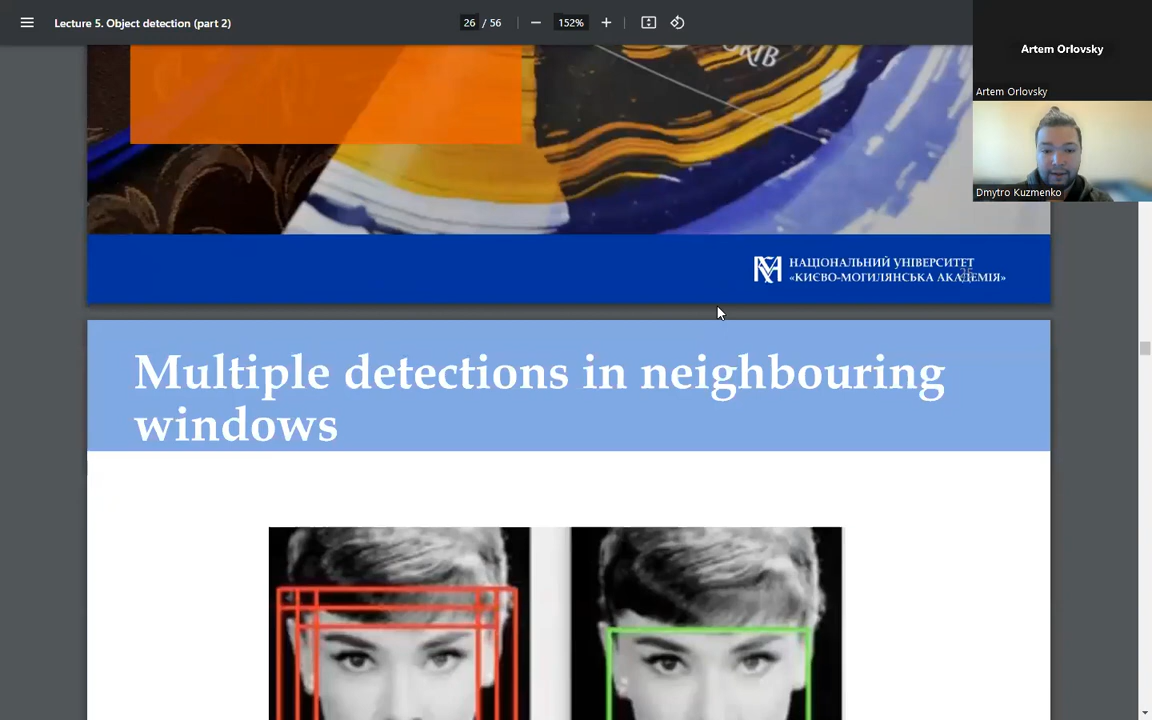 Lecture 5. Object detection (part 2)
26 / 56
152%
Artem Orlovsky
Artem Orlovsky
Dmytro Kuzmenko
НАЦІОНАЛЬНИЙ УНІВЕРСИТЕТ
«КИЄВО-МОГИЛЯНСЬКА АКАДЕМІЯ»
25
Multiple detections in neighbouring
windows